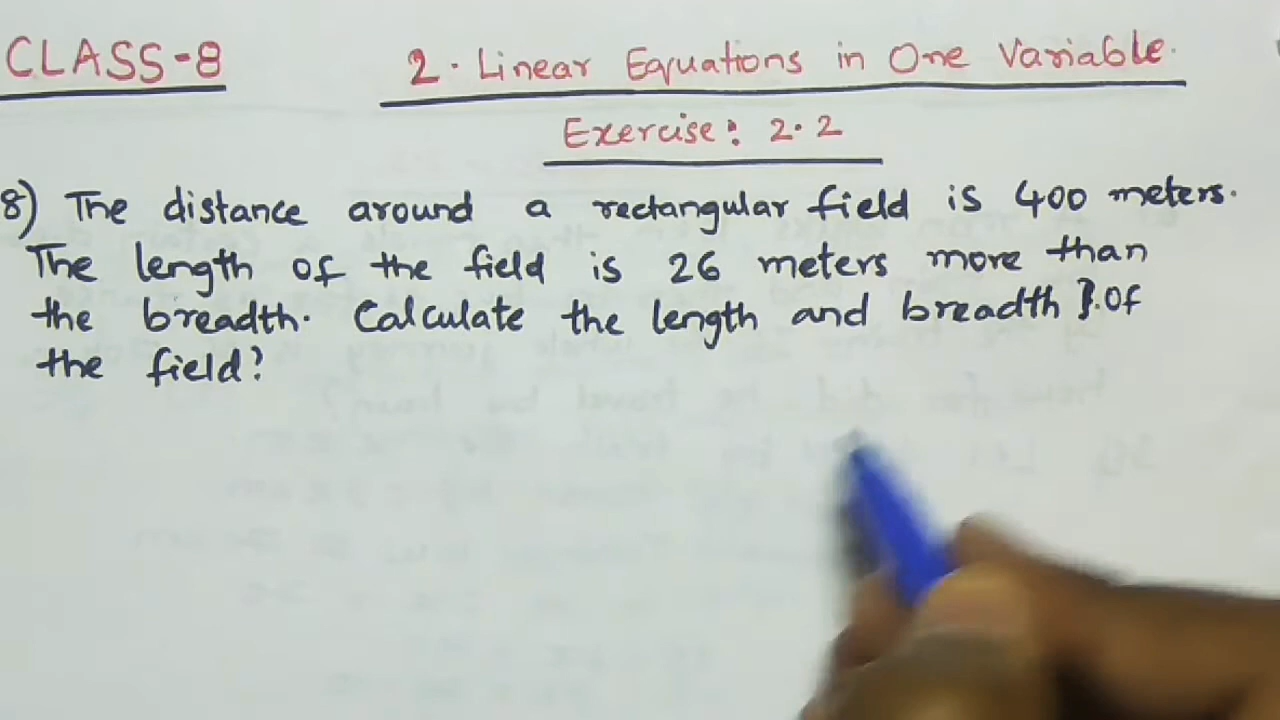 CLASS-8
2. Linear Equations in One Variable.
Exercise: 2.2
8) The distance around a rectangular field is 400 meters.
The length of the field is 26 meters more than
the breadth. Calculate the length and breadth of
the field?